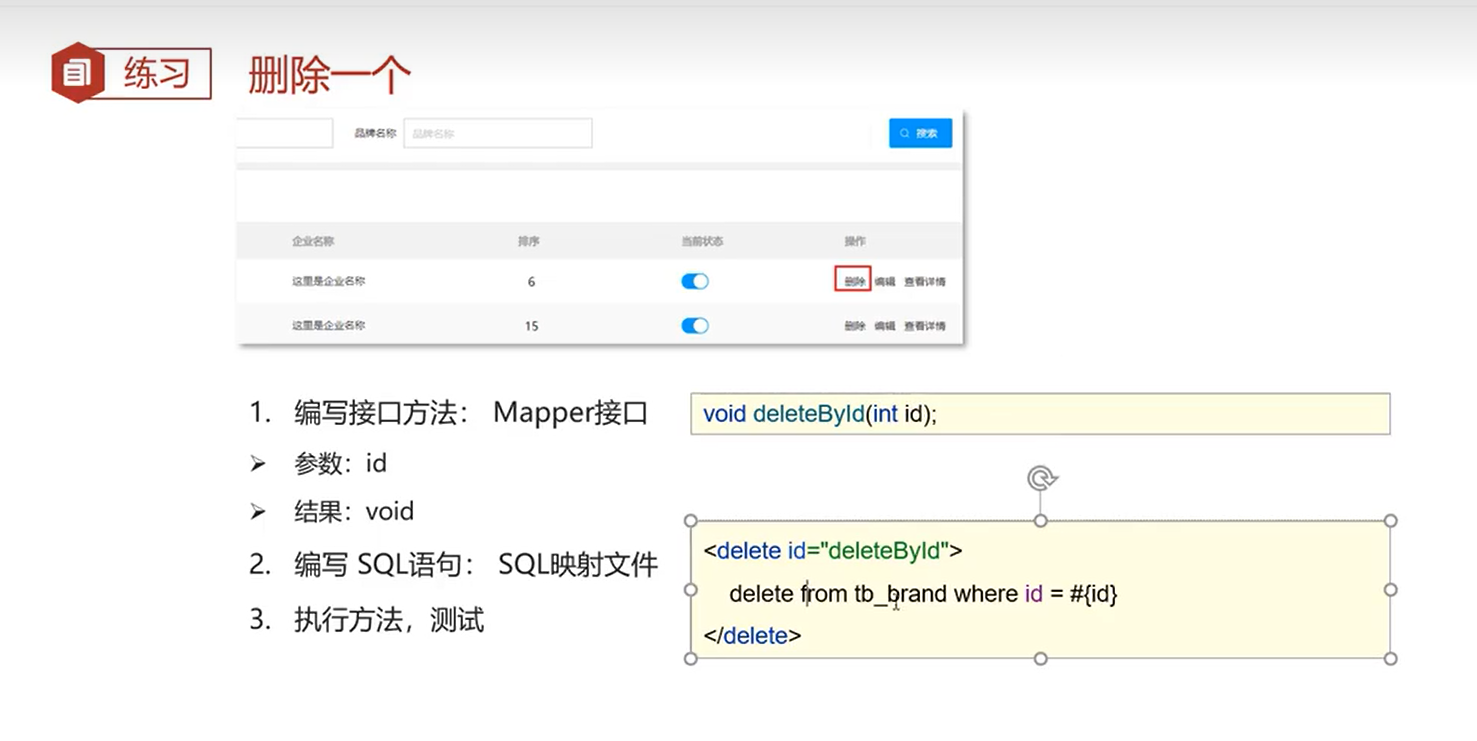 练习 删除一个
品牌名称 品牌名称 搜索
企业名称 排序 当前状态 操作
这里是企业名称 6 删除 编辑 查看详情
这里是企业名称 15 删除 编辑 查看详情
1. 编写接口方法： Mapper接口
➢ 参数：id
➢ 结果：void
2. 编写 SQL语句： SQL映射文件
3. 执行方法，测试
void deleteById(int id);
<delete id="deleteById">
delete from tb_brand where id = #{id}
</delete>